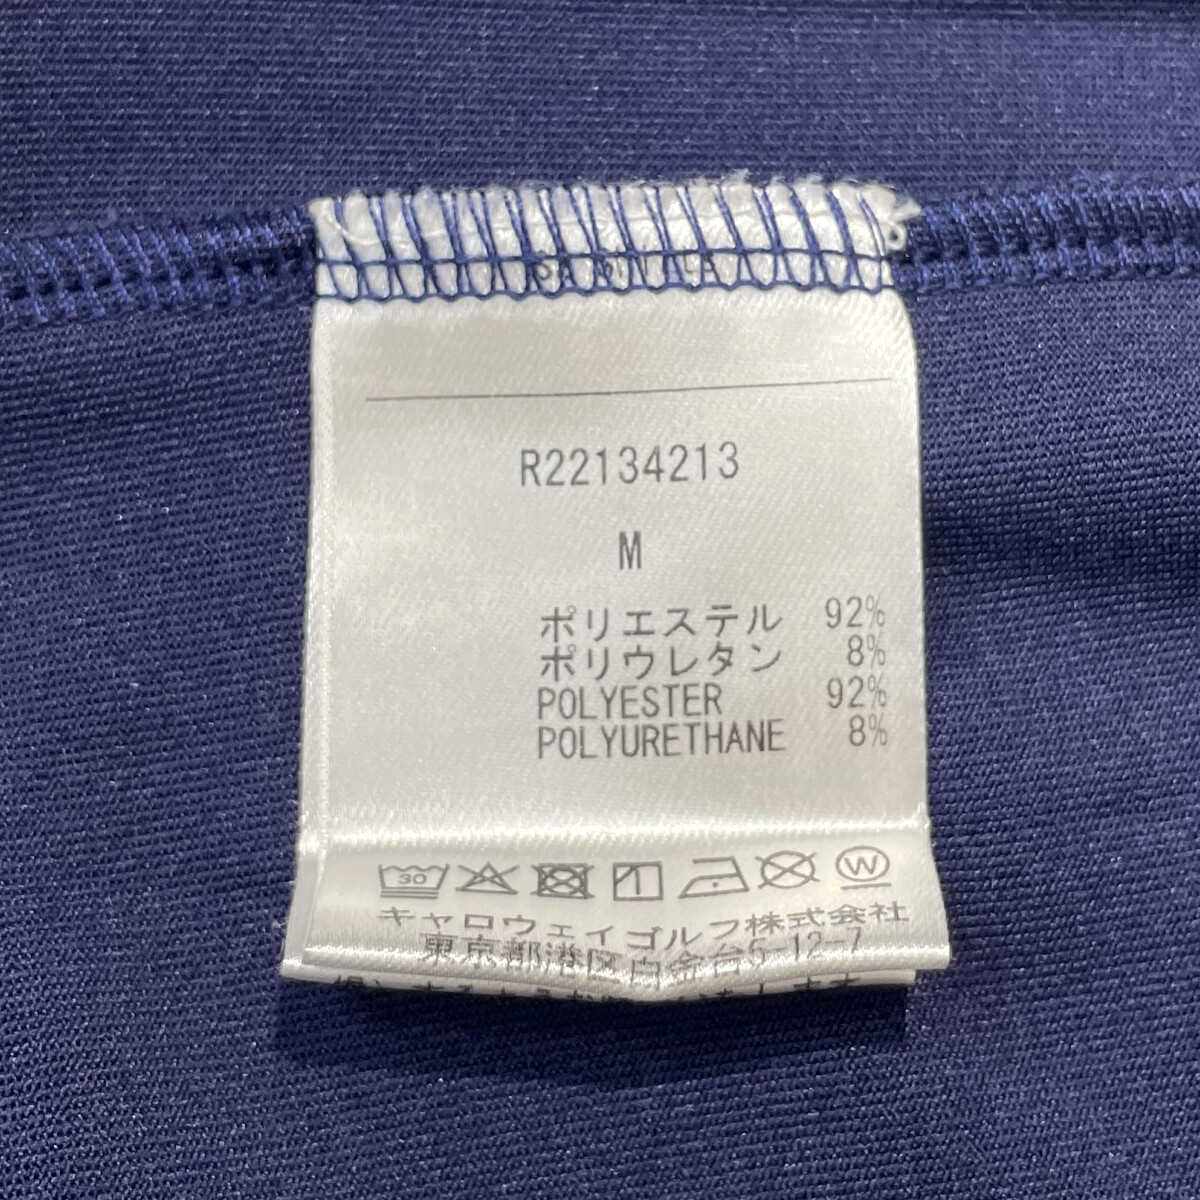 R22134213
M
ポリエステル 92%
ポリウレタン 8%
POLYESTER 92%
POLYURETHANE 8%
30 W
キャロウェイゴルフ株式会社
東京都港区白金台5-12-7